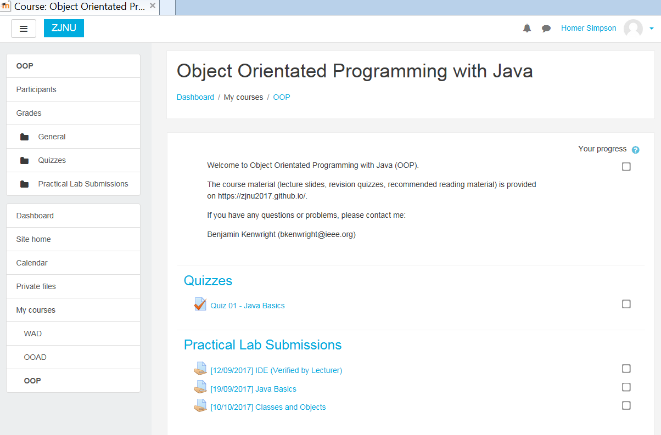 Course: Object Orientated Pr...
ZJNU
Homer Simpson
OOP
Participants
Grades
General
Quizzes
Practical Lab Submissions
Dashboard
Site home
Calendar
Private files
My courses
WAD
OOAD
OOP
Object Orientated Programming with Java
Dashboard / My courses / OOP
Your progress
Welcome to Object Orientated Programming with Java (OOP).
The course material (lecture slides, revision quizzes, recommended reading material) is provided
on https://zjnu2017.github.io/.
If you have any questions or problems, please contact me:
Benjamin Kenwright (bkenwright@ieee.org)
Quizzes
Quiz 01 - Java Basics
Practical Lab Submissions
[12/09/2017] IDE (Verified by Lecturer)
[19/09/2017] Java Basics
[10/10/2017] Classes and Objects